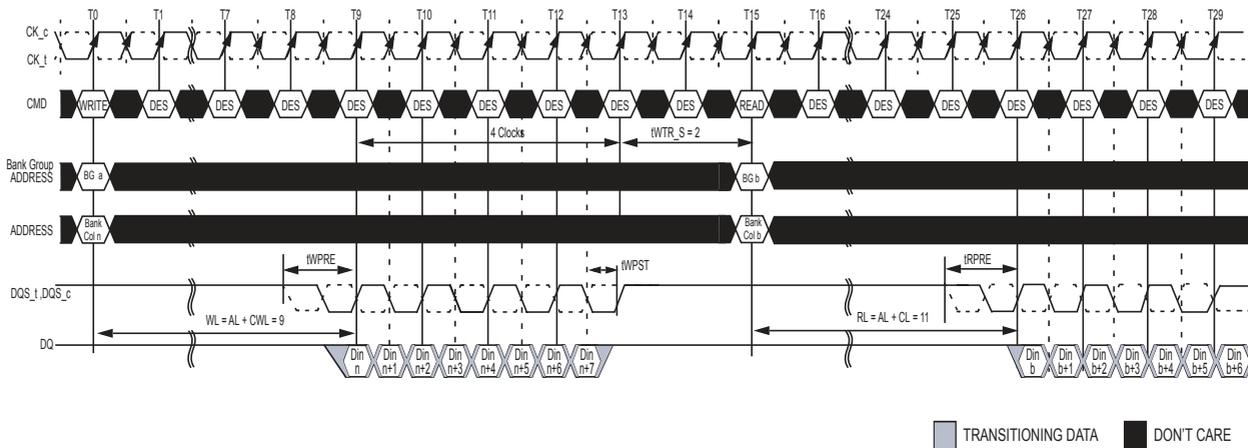 T0 T1 T7 T8 T9 T10 T11 T12 T13 T14 T15 T16 T24 T25 T26 T27 T28 T29
CK_c
CK_t
CMD WRITE DES DES DES DES DES DES DES DES DES READ DES DES DES DES DES DES DES
4 Clocks tWTR_S = 2
Bank Group
ADDRESS
BG a BG b
ADDRESS
Bank
Col n
Bank
Col b
tWPRE tWPST tRPRE
DQS_t ,DQS_c
WL = AL + CWL = 9 RL = AL + CL = 11
DQ
Din Din Din Din Din Din Din Din Din Din Din Din Din Din Din
n n+1 n+2 n+3 n+4 n+5 n+6 n+7 b b+1 b+2 b+3 b+4 b+5 b+6
TRANSITIONING DATA DON'T CARE